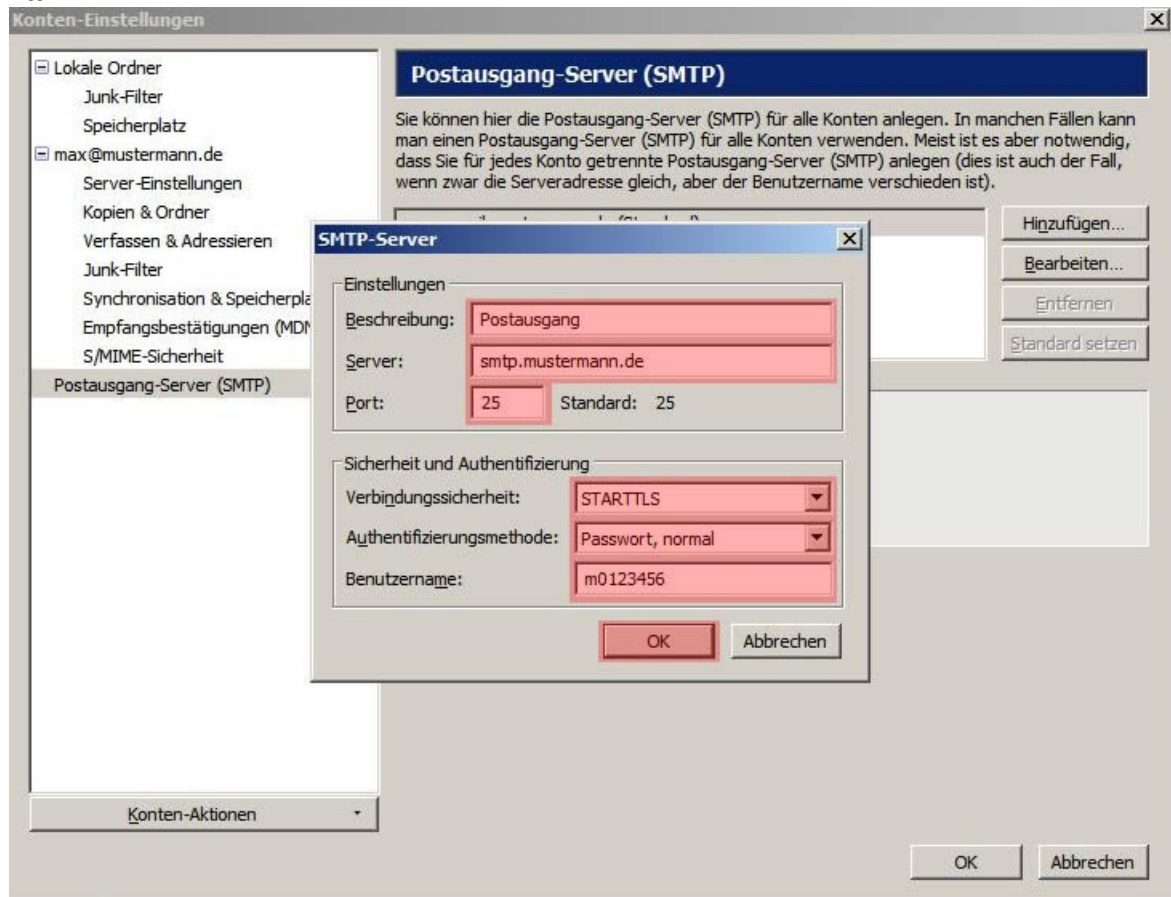 Konten-Einstellungen
Lokale Ordner
Junk-Filter
Speicherplatz
max@mustermann.de
Server-Einstellungen
Kopien & Ordner
Verfassen & Adressieren
Junk-Filter
Synchronisation & Speicherpla
Empfangsbestätigungen (MDN
S/MIME-Sicherheit
Postausgang-Server (SMTP)
Konten-Aktionen
Postausgang-Server (SMTP)
Sie können hier die Postausgang-Server (SMTP) für alle Konten anlegen. In manchen Fällen kann
man einen Postausgang-Server (SMTP) für alle Konten verwenden. Meist ist es aber notwendig,
dass Sie für jedes Konto getrennte Postausgang-Server (SMTP) anlegen (dies ist auch der Fall,
wenn zwar die Serveradresse gleich, aber der Benutzername verschieden ist).
Hinzufügen...
Bearbeiten...
Entfernen
Standard setzen
SMTP-Server
Einstellungen
Beschreibung: Postausgang
Server: smtp.mustermann.de
Port: 25 Standard: 25
Sicherheit und Authentifizierung
Verbindungssicherheit: STARTTLS
Authentifizierungsmethode: Passwort, normal
Benutzername: m0123456
OK Abbrechen
OK Abbrechen